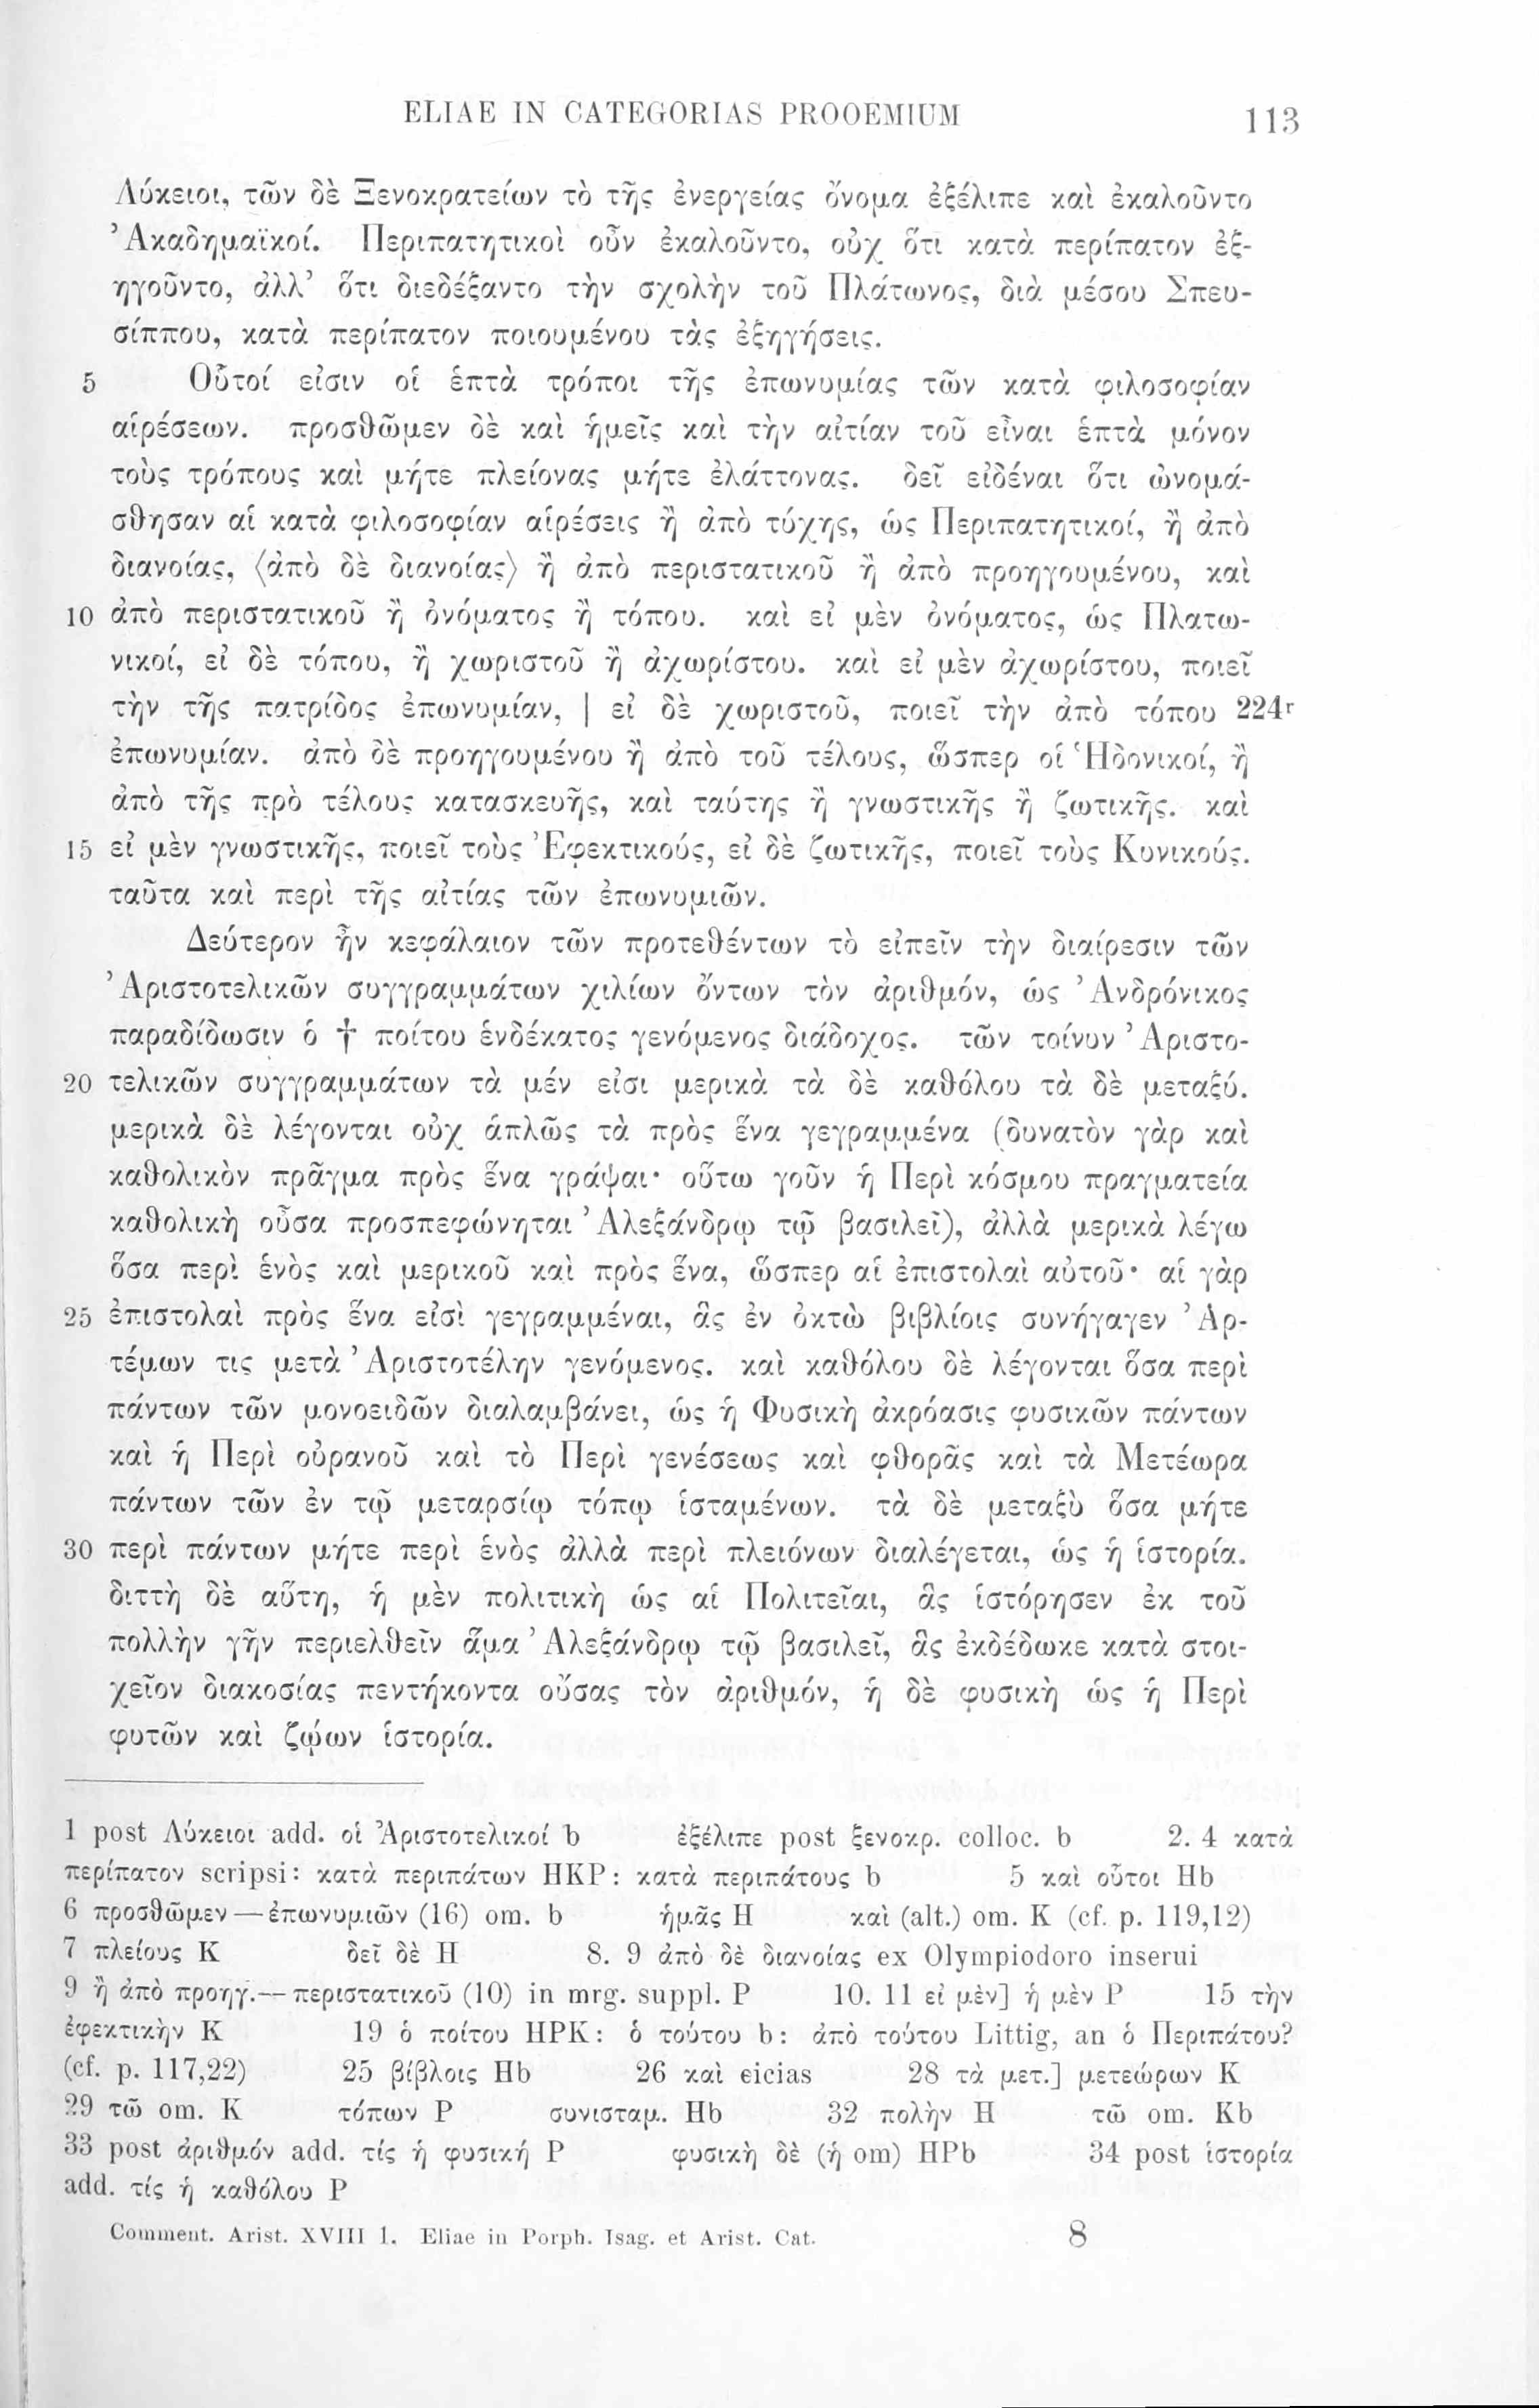 ELIAE IN CATEGORIAS PROOEMIUM 113
Λύκειοι, τῶν δὲ Ξενοκρατείων τὸ τῆς ἐνεργείας ὄνομα ἐξέλιπε καὶ ἐκαλοῦντο
Ἀκαδημαϊκοί. Περιπατητικοὶ οὖν ἐκαλοῦντο, οὐχ ὅτι κατὰ περίπατον ἐξ-
ηγοῦντο, ἀλλ’ ὅτι διεδέξαντο τὴν σχολὴν τοῦ Πλάτωνος, διὰ μέσου Σπευ-
σίππου, κατὰ περίπατον ποιουμένου τὰς ἐξηγήσεις.
5 Οὗτοί εἰσιν οἱ ἑπτὰ τρόποι τῆς ἐπωνυμίας τῶν κατὰ φιλοσοφίαν
αἱρέσεων. προσθῶμεν δὲ καὶ ἡμεῖς καὶ τὴν αἰτίαν τοῦ εἶναι ἑπτὰ μόνον
τοὺς τρόπους καὶ μήτε πλείονας μήτε ἐλάττονας. δεῖ εἰδέναι ὅτι ὠνομά-
σθησαν αἱ κατὰ φιλοσοφίαν αἱρέσεις ἢ ἀπὸ τύχης, ὡς Περιπατητικοί, ἢ ἀπὸ
διανοίας, ⟨ἀπὸ δὲ διανοίας⟩ ἢ ἀπὸ περιστατικοῦ ἢ ἀπὸ προηγουμένου, καὶ
10 ἀπὸ περιστατικοῦ ἢ ὀνόματος ἢ τόπου. καὶ εἰ μὲν ὀνόματος, ὡς Πλατω-
νικοί, εἰ δὲ τόπου, ἢ χωριστοῦ ἢ ἀχωρίστου. καὶ εἰ μὲν ἀχωρίστου, ποιεῖ
τὴν τῆς πατρίδος ἐπωνυμίαν, | εἰ δὲ χωριστοῦ, ποιεῖ τὴν ἀπὸ τόπου 224r
ἐπωνυμίαν. ἀπὸ δὲ προηγουμένου ἢ ἀπὸ τοῦ τέλους, ὥσπερ οἱ Ἡδονικοί, ἢ
ἀπὸ τῆς πρὸ τέλους κατασκευῆς, καὶ ταύτης ἢ γνωστικῆς ἢ ζωτικῆς. καὶ
15 εἰ μὲν γνωστικῆς, ποιεῖ τοὺς Ἐφεκτικούς, εἰ δὲ ζωτικῆς, ποιεῖ τοὺς Κυνικούς.
ταῦτα καὶ περὶ τῆς αἰτίας τῶν ἐπωνυμιῶν.
Δεύτερον ἦν κεφάλαιον τῶν προτεθέντων τὸ εἰπεῖν τὴν διαίρεσιν τῶν
Ἀριστοτελικῶν συγγραμμάτων χιλίων ὄντων τὸν ἀριθμόν, ὡς Ἀνδρόνικος
παραδίδωσιν ὁ † ποίτου ἑνδέκατος γενόμενος διάδοχος. τῶν τοίνυν Ἀριστο-
20 τελικῶν συγγραμμάτων τὰ μέν εἰσι μερικὰ τὰ δὲ καθόλου τὰ δὲ μεταξύ.
μερικὰ δὲ λέγονται οὐχ ἁπλῶς τὰ πρὸς ἕνα γεγραμμένα (δυνατὸν γὰρ καὶ
καθολικὸν πρᾶγμα πρὸς ἕνα γράψαι· οὕτω γοῦν ἡ Περὶ κόσμου πραγματεία
καθολικὴ οὖσα προσπεφώνηται Ἀλεξάνδρῳ τῷ βασιλεῖ), ἀλλὰ μερικὰ λέγω
ὅσα περὶ ἑνὸς καὶ μερικοῦ καὶ πρὸς ἕνα, ὥσπερ αἱ ἐπιστολαὶ αὐτοῦ· αἱ γὰρ
25 ἐπιστολαὶ πρὸς ἕνα εἰσὶ γεγραμμέναι, ἃς ἐν ὀκτὼ βιβλίοις συνήγαγεν Ἀρ-
τέμων τις μετὰ Ἀριστοτέλην γενόμενος. καὶ καθόλου δὲ λέγονται ὅσα περὶ
πάντων τῶν μονοειδῶν διαλαμβάνει, ὡς ἡ Φυσικὴ ἀκρόασις φυσικῶν πάντων
καὶ ἡ Περὶ οὐρανοῦ καὶ τὸ Περὶ γενέσεως καὶ φθορᾶς καὶ τὰ Μετέωρα
πάντων τῶν ἐν τῷ μεταρσίῳ τόπῳ ἱσταμένων. τὰ δὲ μεταξὺ ὅσα μήτε
30 περὶ πάντων μήτε περὶ ἑνὸς ἀλλὰ περὶ πλειόνων διαλέγεται, ὡς ἡ ἱστορία.
διττὴ δὲ αὕτη, ἡ μὲν πολιτικὴ ὡς αἱ Πολιτεῖαι, ἃς ἱστόρησεν ἐκ τοῦ
πολλὴν γῆν περιελθεῖν ἅμα Ἀλεξάνδρῳ τῷ βασιλεῖ, ἃς ἐκδέδωκε κατὰ στοι-
χεῖον διακοσίας πεντήκοντα οὔσας τὸν ἀριθμόν, ἡ δὲ φυσικὴ ὡς ἡ Περὶ
φυτῶν καὶ ζῴων ἱστορία.
1 post Λύκειοι add. οἱ Ἀριστοτελικοί b ἐξέλιπε post ξενοκρ. colloc. b 2. 4 κατὰ
περίπατον scripsi: κατὰ περιπάτων HKP: κατὰ περιπάτους b 5 καὶ οὗτοι Hb
6 προσθῶμεν—ἐπωνυμιῶν (16) om. b ἡμᾶς H καὶ (alt.) om. K (cf. p. 119,12)
7 πλείους K δεῖ δὲ H 8. 9 ἀπὸ δὲ διανοίας ex Olympiodoro inserui
9 ἢ ἀπὸ προηγ.—περιστατικοῦ (10) in mrg. suppl. P 10. 11 εἰ μὲν] ἡ μὲν P 15 τὴν
ἐφεκτικὴν K 19 ὁ ποίτου HPK: ὁ τούτου b: ἀπὸ τούτου Littig, an ὁ Περιπάτου?
(cf. p. 117,22) 25 βίβλοις Hb 26 καὶ eicias 28 τὰ μετ.] μετεώρων K
29 τῶ om. K τόπων P συνισταμ. Hb 32 πολὴν H τῶ om. Kb
33 post ἀριθμόν add. τίς ἡ φυσική P φυσικὴ δὲ (ἡ om) HPb 34 post ἱστορία
add. τίς ἡ καθόλου P
Comment. Arist. XVIII 1. Eliae in Porph. Isag. et Arist. Cat. 8